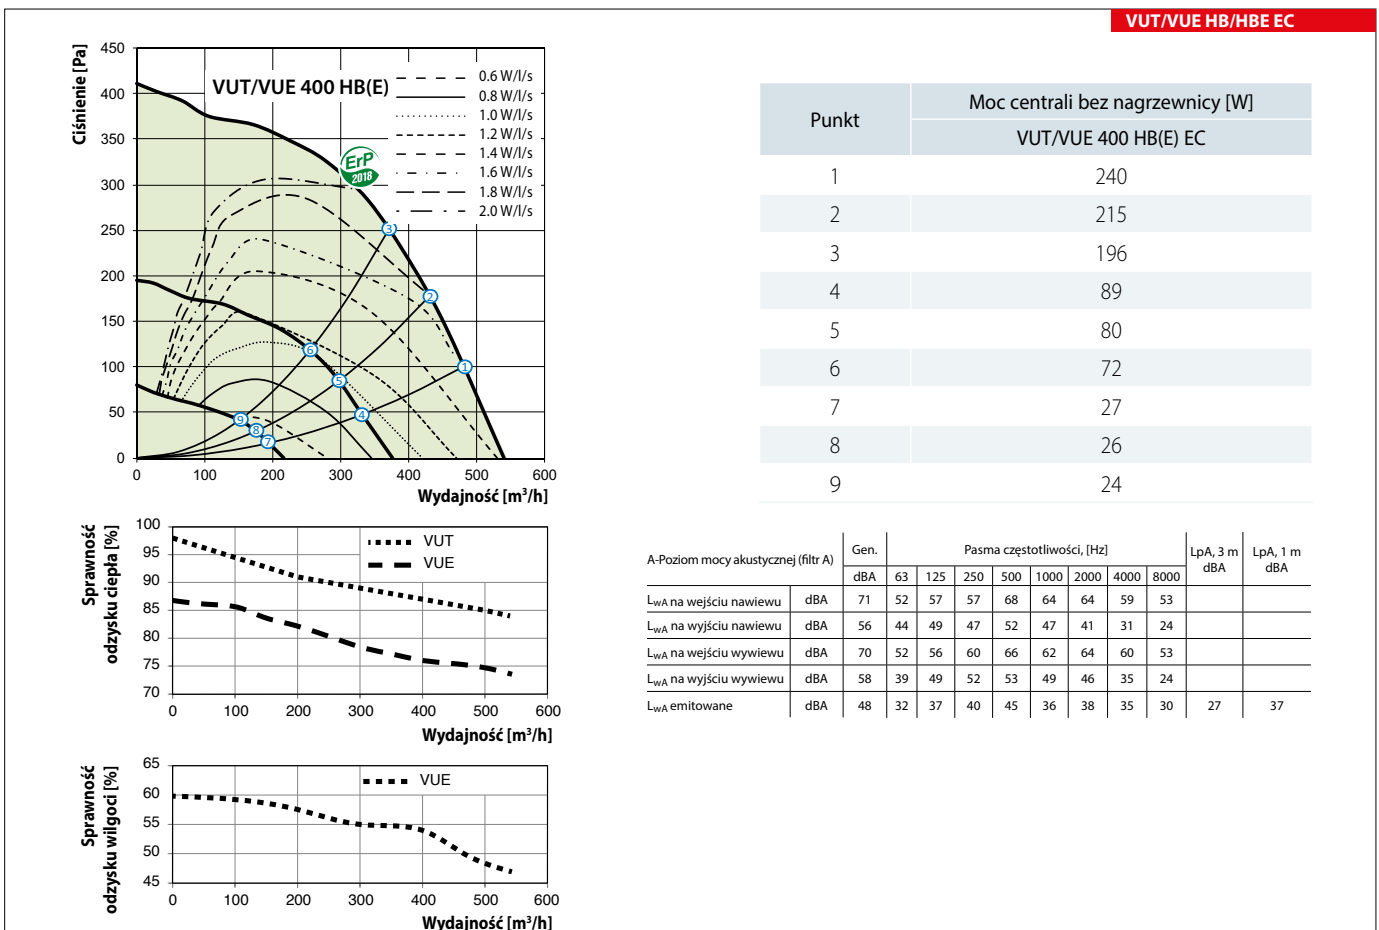 VUT/VUE HB/HBE EC
Ciśnienie [Pa]
450
400
350
300
250
200
150
100
50
0
VUT/VUE 400 HB(E)
0.6 W/l/s
0.8 W/l/s
1.0 W/l/s
1.2 W/l/s
1.4 W/l/s
1.6 W/l/s
1.8 W/l/s
2.0 W/l/s
ErP
2018
3
2
1
6
5
4
9
8
7
0 100 200 300 400 500 600
Wydajność [m³/h]
Punkt
Moc centrali bez nagrzewnicy [W]
VUT/VUE 400 HB(E) EC
1 240
2 215
3 196
4 89
5 80
6 72
7 27
8 26
9 24
Sprawność
odzysku ciepła [%]
100
95
90
85
80
75
70
VUT
VUE
0 100 200 300 400 500 600
Wydajność [m³/h]
A-Poziom mocy akustycznej (filtr A) Gen. Pasma częstotliwości, [Hz] LpA, 3 m dBA LpA, 1 m dBA
dBA 63 125 250 500 1000 2000 4000 8000
LwA na wejściu nawiewu dBA 71 52 57 57 68 64 64 59 53
LwA na wyjściu nawiewu dBA 56 44 49 47 52 47 41 31 24
LwA na wejściu wywiewu dBA 70 52 56 60 66 62 64 60 53
LwA na wyjściu wywiewu dBA 58 39 49 52 53 49 46 35 24
LwA emitowane dBA 48 32 37 40 45 36 38 35 30 27 37
Sprawność
odzysku wilgoci [%]
65
60
55
50
45
VUE
0 100 200 300 400 500 600
Wydajność [m³/h]